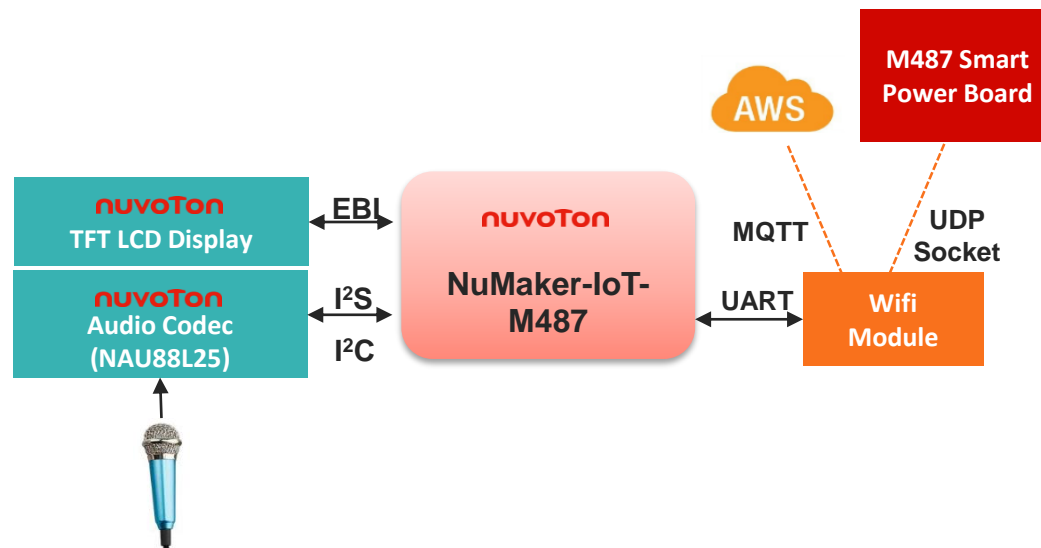 M487 Smart
Power Board
AWS
nuvoTon
TFT LCD Display
EBI
nuvoTon
NuMaker-IoT-
M487
MQTT
UDP
Socket
nuvoTon
Audio Codec
(NAU88L25)
I²S
I²C
UART
Wifi
Module